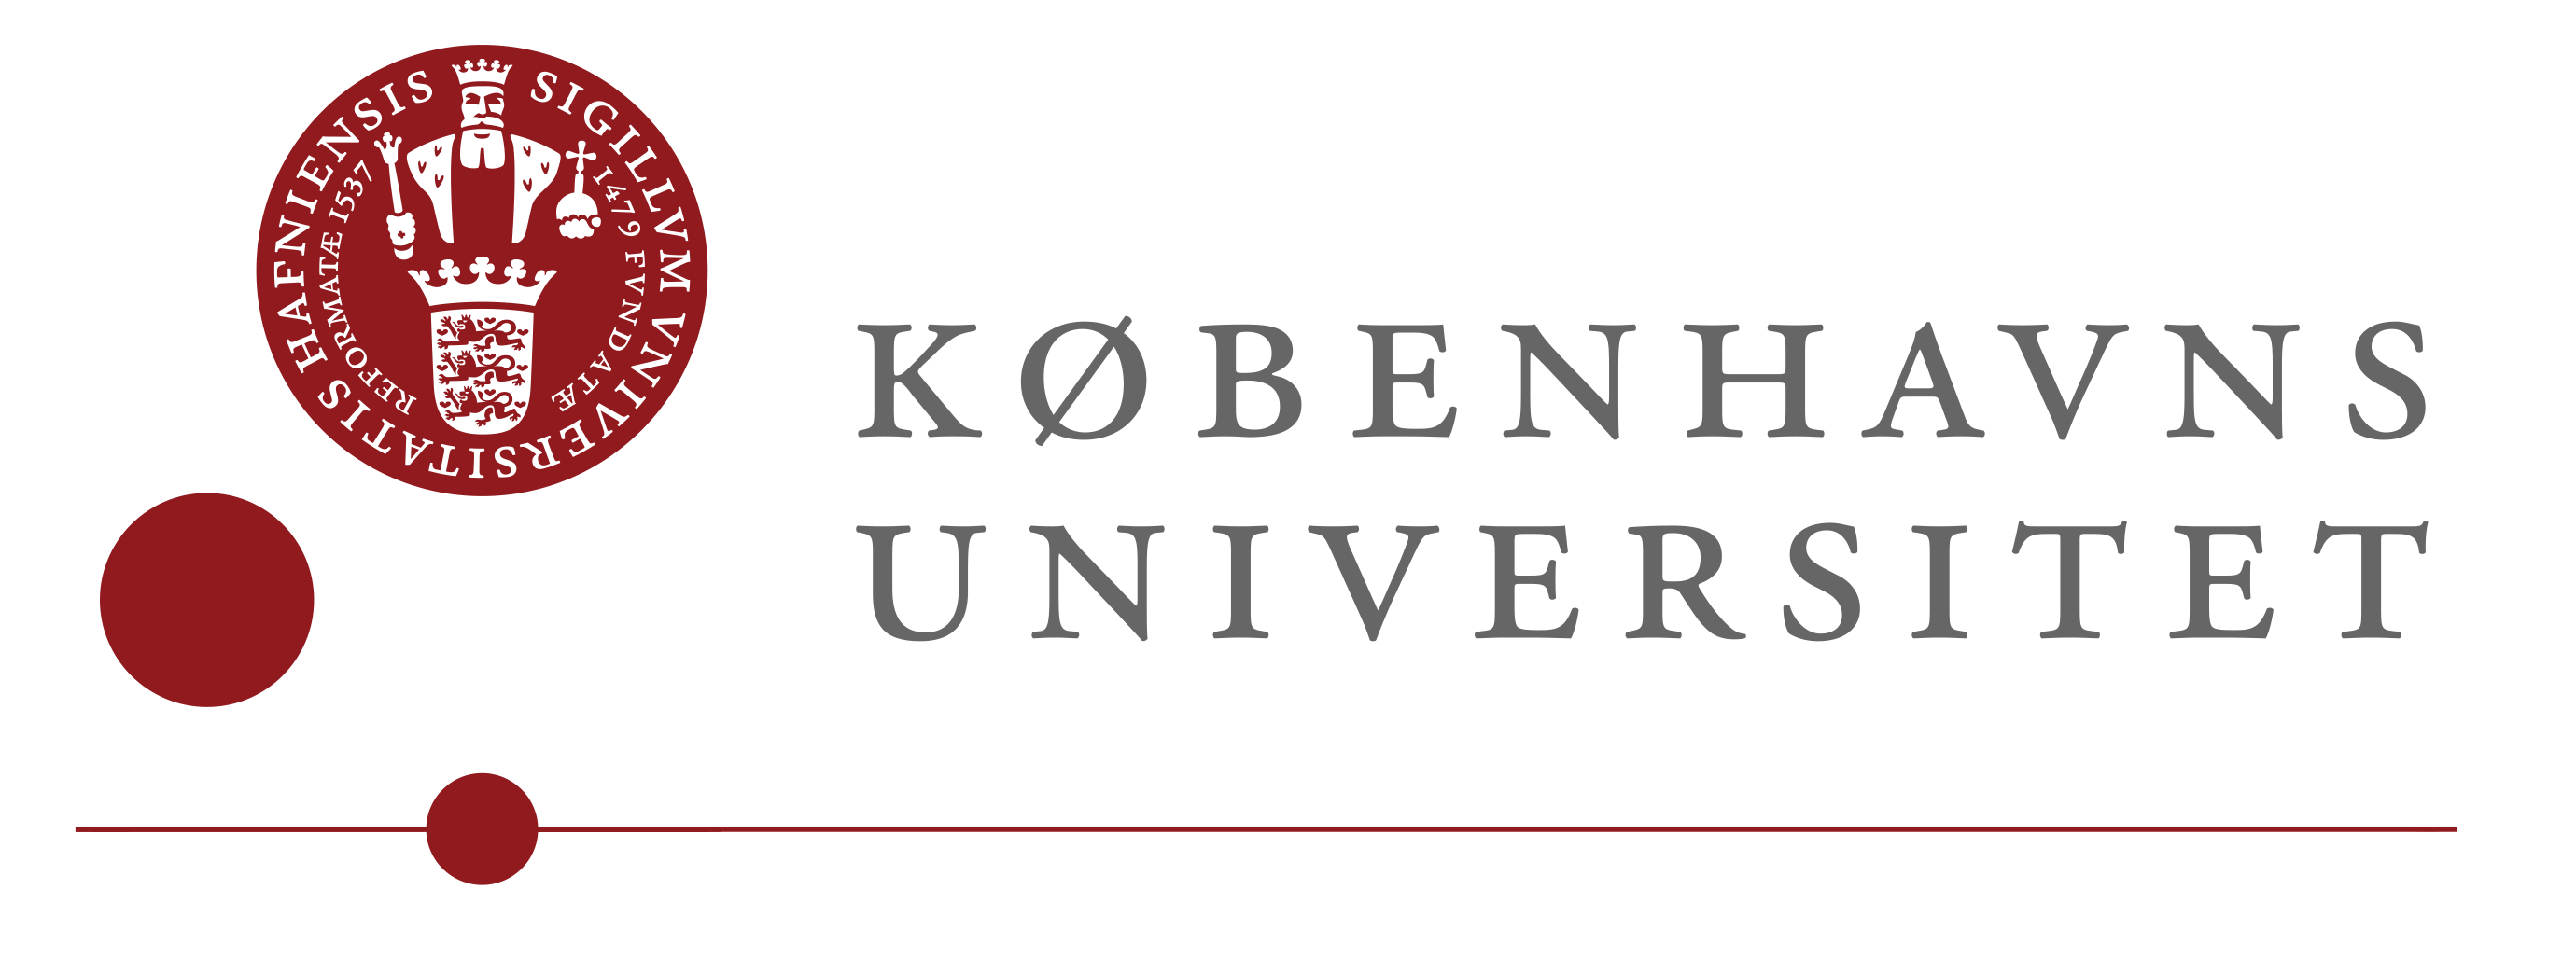 SIGILLVM VNIVERSITATIS HAFNIENSIS
1479 FVNDATÆ
REFORMATÆ 1537
KØBENHAVNS
UNIVERSITET